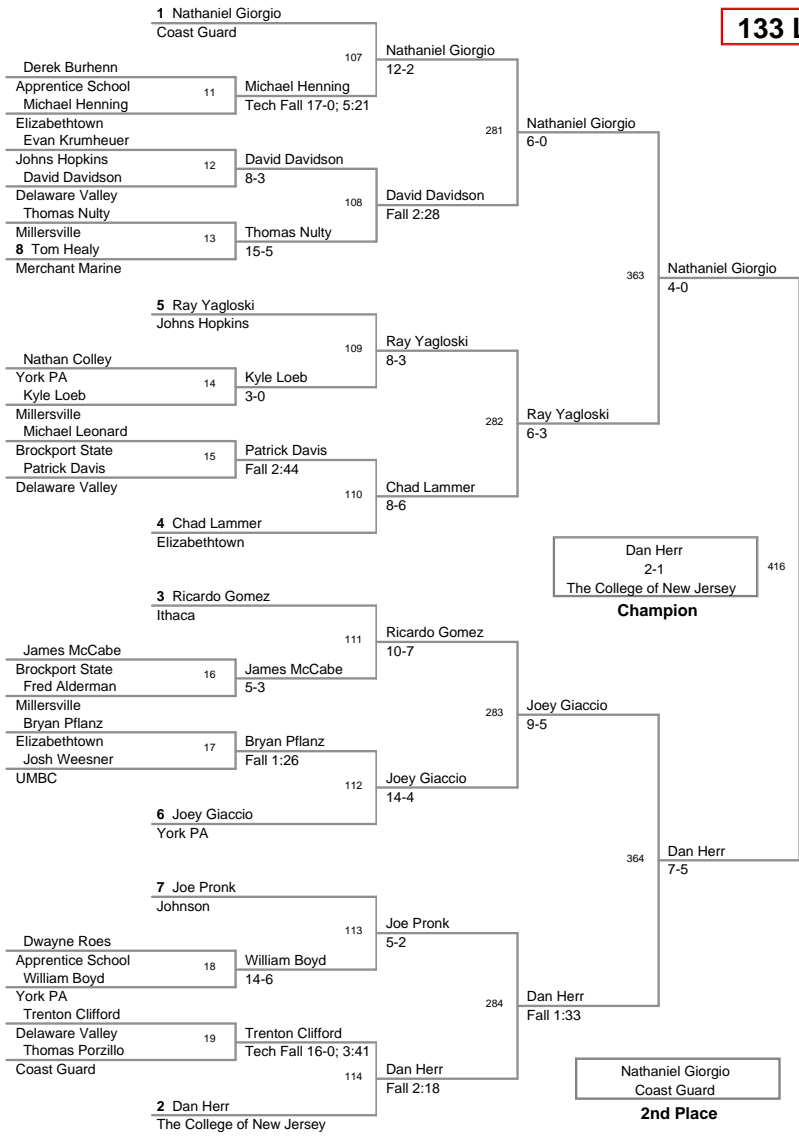 1 Nathaniel Giorgio
Coast Guard
133 L
107
Nathaniel Giorgio
12-2
Derek Burhenn
Apprentice School
11
Michael Henning
Michael Henning
Tech Fall 17-0; 5:21
Elizabethtown
281
Nathaniel Giorgio
6-0
Evan Krumheuer
Johns Hopkins
12
David Davidson
David Davidson
8-3
Delaware Valley
108
David Davidson
Fall 2:28
Thomas Nulty
Millersville
13
Thomas Nulty
8 Tom Healy
15-5
Merchant Marine
363
Nathaniel Giorgio
4-0
5 Ray Yagloski
Johns Hopkins
109
Ray Yagloski
8-3
Nathan Colley
York PA
14
Kyle Loeb
Kyle Loeb
3-0
Millersville
282
Ray Yagloski
6-3
Michael Leonard
Brockport State
15
Patrick Davis
Patrick Davis
Fall 2:44
Delaware Valley
110
Chad Lammer
8-6
4 Chad Lammer
Elizabethtown
Dan Herr
2-1
The College of New Jersey
416
Champion
3 Ricardo Gomez
Ithaca
111
Ricardo Gomez
10-7
James McCabe
Brockport State
16
James McCabe
Fred Alderman
5-3
Millersville
283
Joey Giaccio
9-5
Bryan Pflanz
Elizabethtown
17
Bryan Pflanz
Josh Weesner
Fall 1:26
UMBC
112
Joey Giaccio
14-4
6 Joey Giaccio
York PA
364
Dan Herr
7-5
7 Joe Pronk
Johnson
113
Joe Pronk
5-2
Dwayne Roes
Apprentice School
18
William Boyd
William Boyd
14-6
York PA
284
Dan Herr
Fall 1:33
Trenton Clifford
Delaware Valley
19
Trenton Clifford
Thomas Porzillo
Tech Fall 16-0; 3:41
Coast Guard
114
Dan Herr
Fall 2:18
2 Dan Herr
The College of New Jersey
Nathaniel Giorgio
Coast Guard
2nd Place